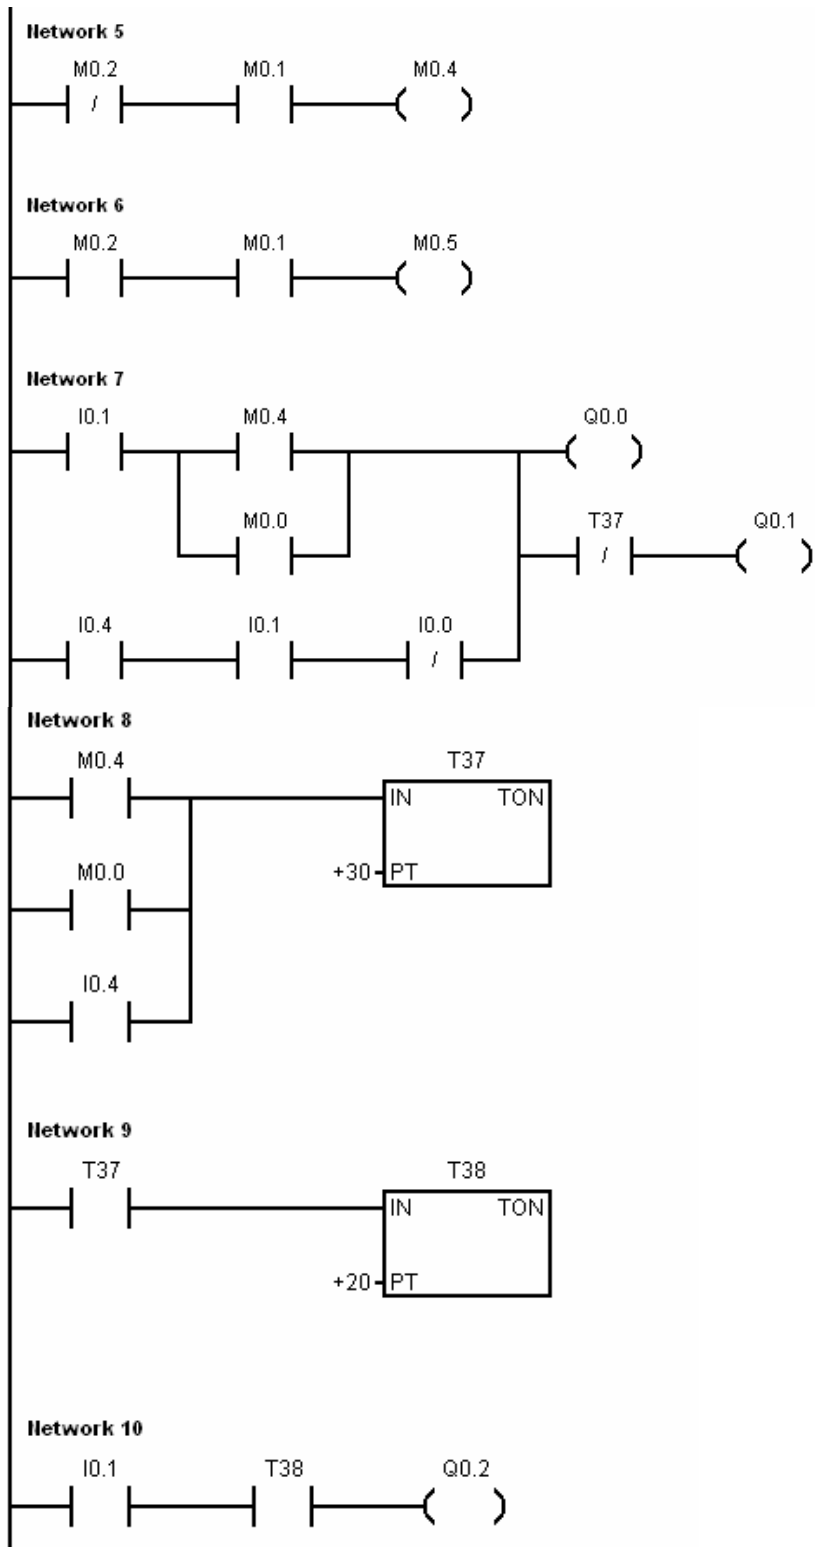 Network 5
M0.2 M0.1 M0.4
/
Network 6
M0.2 M0.1 M0.5
Network 7
I0.1 M0.4 Q0.0
M0.0 T37 Q0.1
/
I0.4 I0.1 I0.0
/
Network 8
M0.4 T37
IN TON
M0.0
+30 PT
I0.4
Network 9
T37 T38
IN TON
+20 PT
Network 10
I0.1 T38 Q0.2